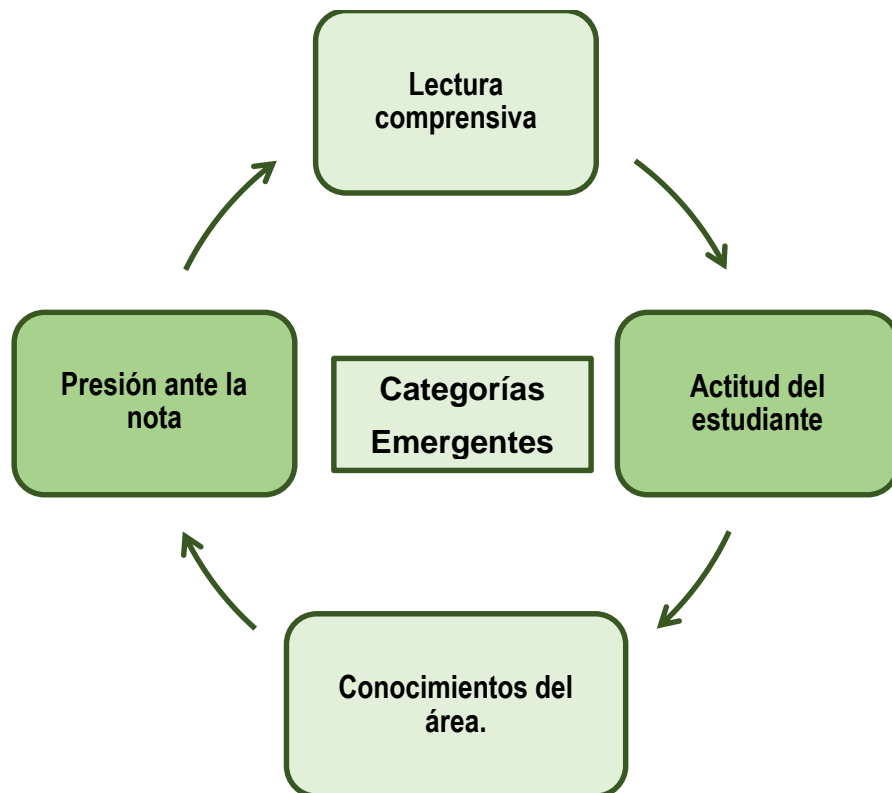 Lectura
comprensiva
Presión ante la
nota
Categorías
Emergentes
Actitud del
estudiante
Conocimientos del
área.